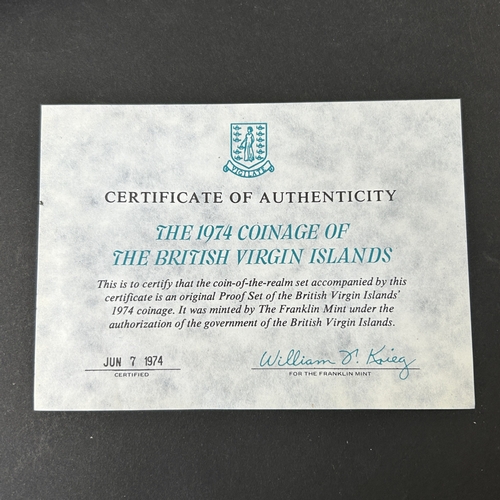 VIGILATE
CERTIFICATE OF AUTHENTICITY
THE 1974 COINAGE OF
THE BRITISH VIRGIN ISLANDS
This is to certify that the coin-of-the-realm set accompanied by this
certificate is an original Proof Set of the British Virgin Islands'
1974 coinage. It was minted by The Franklin Mint under the
authorization of the government of the British Virgin Islands.
JUN 7 1974
CERTIFIED
William T. Krieg
FOR THE FRANKLIN MINT